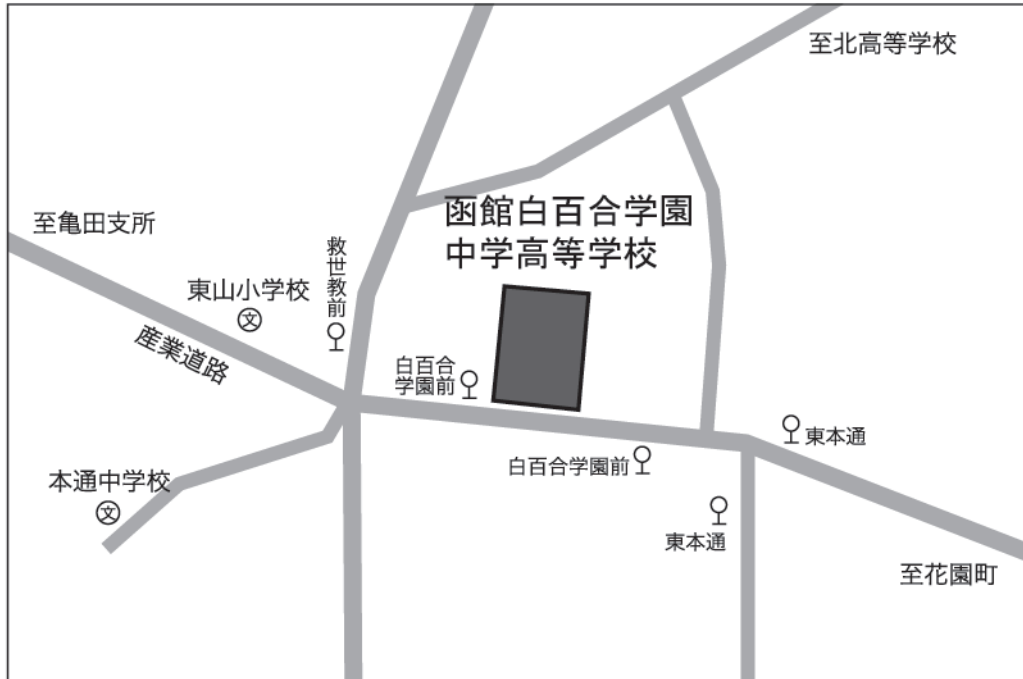 至北高等学校
函館白百合学園
中学高等学校
至亀田支所
救世教前
東山小学校
文
産業道路
白百合
学園前
東本通
白百合学園前
本通中学校
文
東本通
至花園町